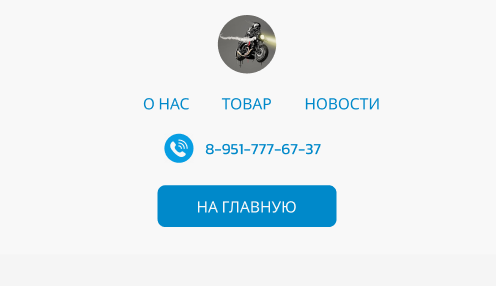 О НАС ТОВАР НОВОСТИ
8-951-777-67-37
НА ГЛАВНУЮ